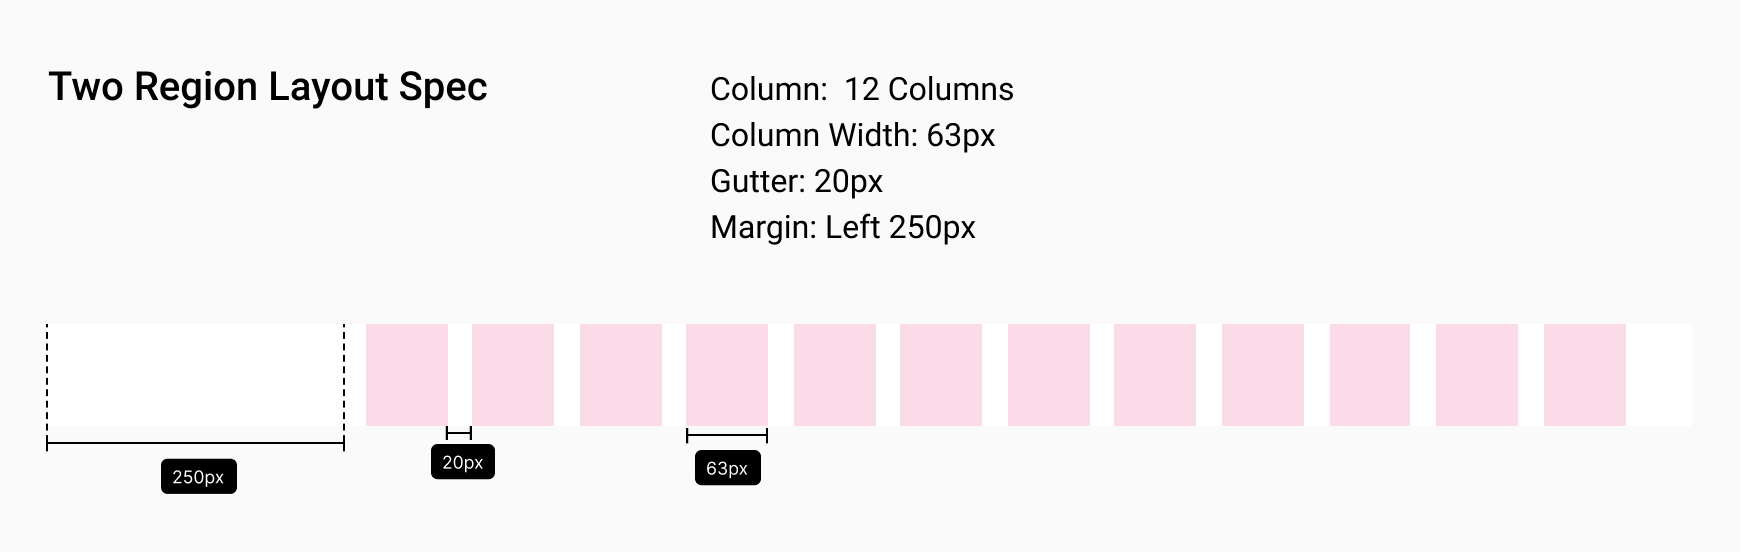 Two Region Layout Spec
Column:  12 Columns
Column Width: 63px
Gutter: 20px
Margin: Left 250px
250px
20px
63px